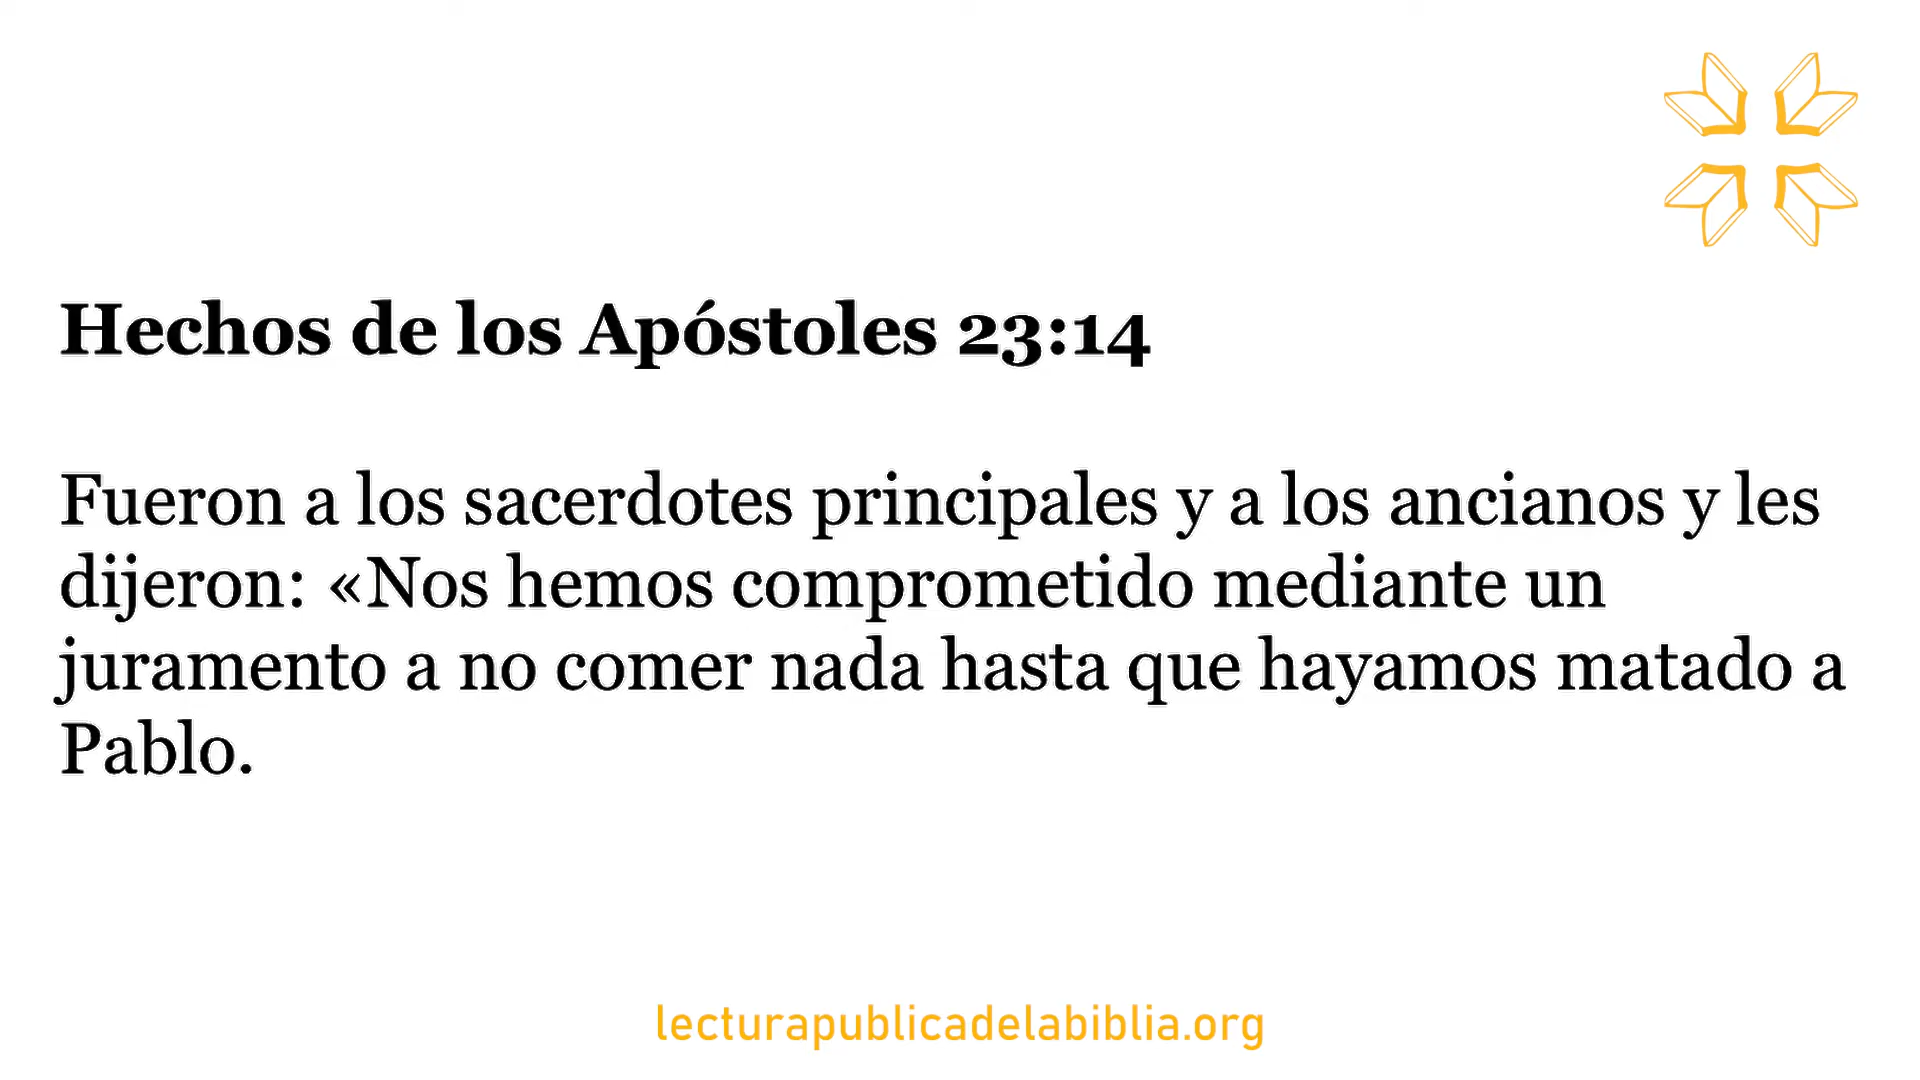 Hechos de los Apóstoles 23:14
Fueron a los sacerdotes principales y a los ancianos y les
dijeron: «Nos hemos comprometido mediante un
juramento a no comer nada hasta que hayamos matado a
Pablo.
lecturapublicadelabiblia.org